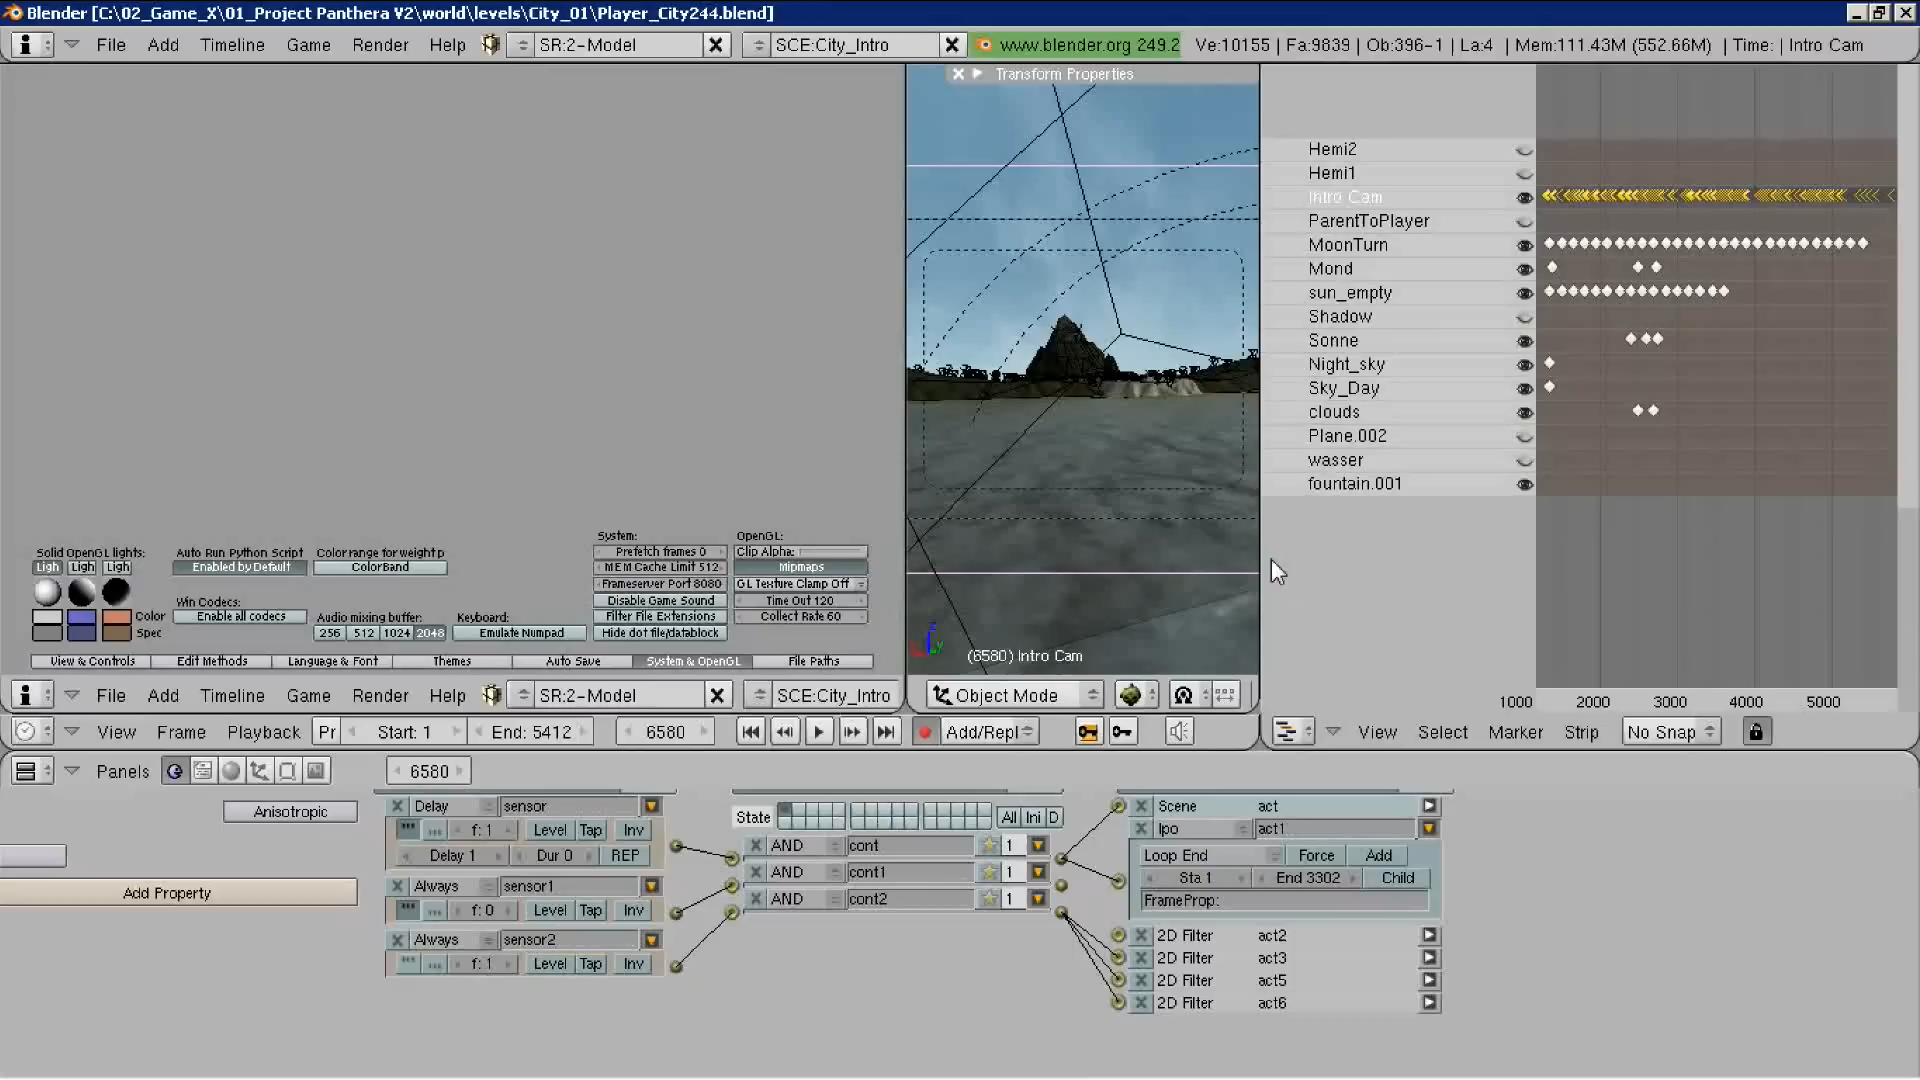 Blender [C:\02_Game_X\01_Project Panthera V2\world\levels\City_01\Player_City244.blend]
File Add Timeline Game Render Help SR:2-Model SCE:City_Intro www.blender.org 249.2 Ve:10155 | Fa:9839 | Ob:396-1 | La:4 | Mem:111.43M (552.66M) | Time: | Intro Cam
Transform Properties
Hemi2
Hemi1
Intro Cam
ParentToPlayer
MoonTurn
Mond
sun_empty
Shadow
Sonne
Night_sky
Sky_Day
clouds
Plane.002
wasser
fountain.001
(6580) Intro Cam
Solid OpenGL lights:
Ligh Ligh Ligh
Color
Spec
Auto Run Python Script
Enabled by Default
Win Codecs:
Enable all codecs
Color range for weight p
ColorBand
Audio mixing buffer:
256 512 1024 2048
Keyboard:
Emulate Numpad
System:
Prefetch frames 0
MEM Cache Limit 512
Frameserver Port 8080
Disable Game Sound
Filter File Extensions
Hide dot file/datablock
OpenGL:
Clip Alpha:
Mipmaps
GL Texture Clamp Off
Time Out 120
Collect Rate 60
View & Controls Edit Methods Language & Font Themes Auto Save System & OpenGL File Paths
File Add Timeline Game Render Help SR:2-Model SCE:City_Intro
Object Mode
1000 2000 3000 4000 5000
View Frame Playback Pr Start: 1 End: 5412 6580 Add/Repl
View Select Marker Strip No Snap
Panels 6580
Anisotropic
Add Property
Delay sensor
f: 1 Level Tap Inv
Delay 1 Dur 0 REP
Always sensor1
f: 0 Level Tap Inv
Always sensor2
f: 1 Level Tap Inv
State All Ini D
AND cont 1
AND cont1 1
AND cont2 1
Scene act
Ipo act1
Loop End Force Add
Sta 1 End 3302 Child
FrameProp:
2D Filter act2
2D Filter act3
2D Filter act5
2D Filter act6